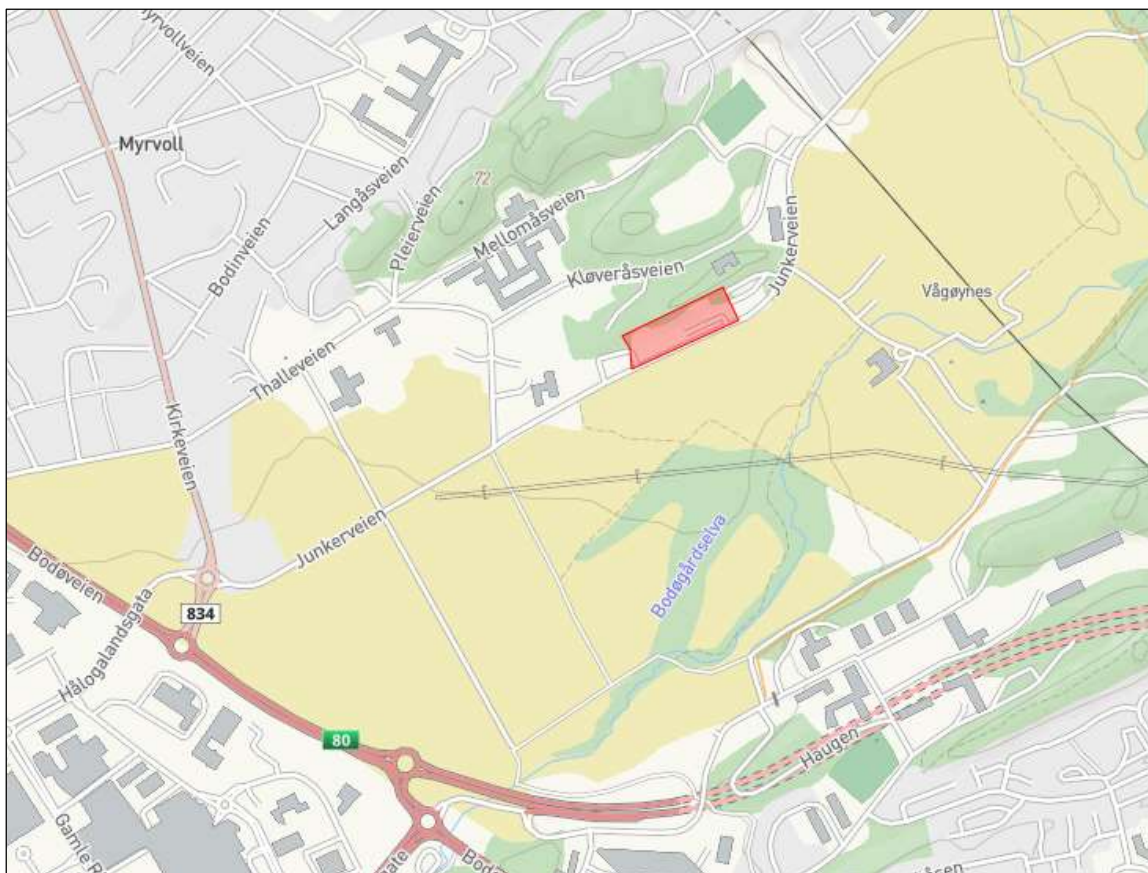 Myrvollveien
Myrvoll
Langåsveien
72
Mellomåsveien
Pleierveien
Bodinveien
Kløveråsveien
Junkerveien
Vågøynes
Thalleveien
Kirkeveien
Junkerveien
Bodøgårdselva
Bodøveien
834
Hålogalandsgata
80
Haugen